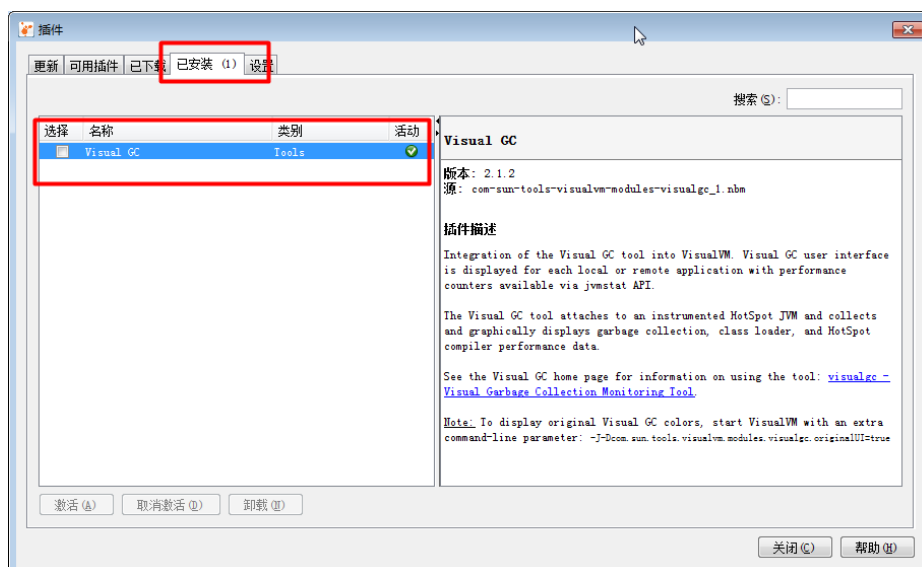 插件
更新 可用插件 已下载 已安装 (1) 设置
搜索(S):
选择 名称 类别 活动
Visual GC Tools
Visual GC
版本: 2.1.2
源: com-sun-tools-visualvm-modules-visualgc_1.nbm
插件描述
Integration of the Visual GC tool into VisualVM. Visual GC user interface
is displayed for each local or remote application with performance
counters available via jvmstat API.
The Visual GC tool attaches to an instrumented HotSpot JVM and collects
and graphically displays garbage collection, class loader, and HotSpot
compiler performance data.
See the Visual GC home page for information on using the tool: visualgc -
Visual Garbage Collection Monitoring Tool.
Note: To display original Visual GC colors, start VisualVM with an extra
command-line parameter: -J-Dcom.sun.tools.visualvm.modules.visualgc.originalUI=true
激活(A) 取消激活(D) 卸载(U)
关闭(C) 帮助(H)